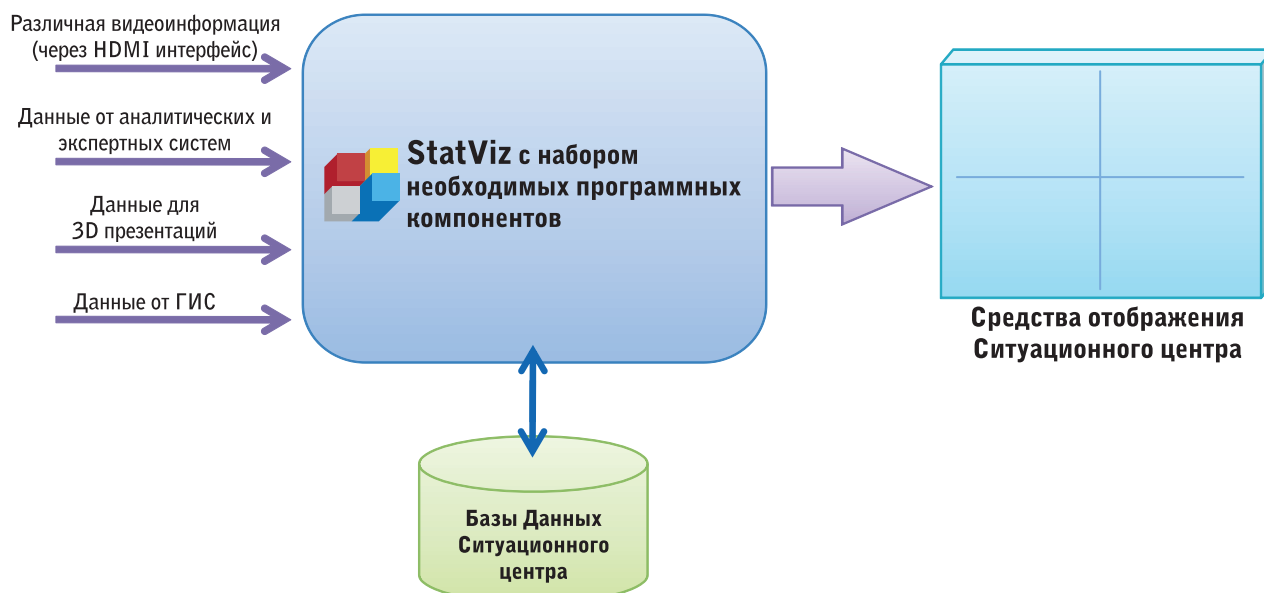 Различная видеоинформация
(через HDMI интерфейс)
Данные от аналитических и
экспертных систем
Данные для
3D презентаций
Данные от ГИС
StatViz с набором
необходимых программных
компонентов
Средства отображения
Ситуационного центра
Базы Данных
Ситуационного
центра